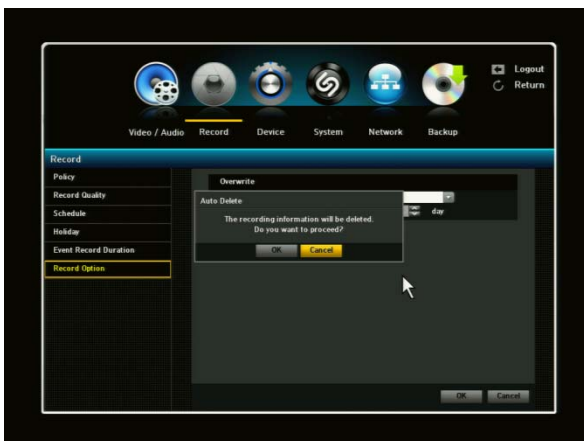 Logout
Return
Video / Audio Record Device System Network Backup
Record
Policy
Record Quality
Schedule
Holiday
Event Record Duration
Record Option
Overwrite
day
Auto Delete
The recording information will be deleted.
Do you want to proceed?
OK Cancel
OK Cancel